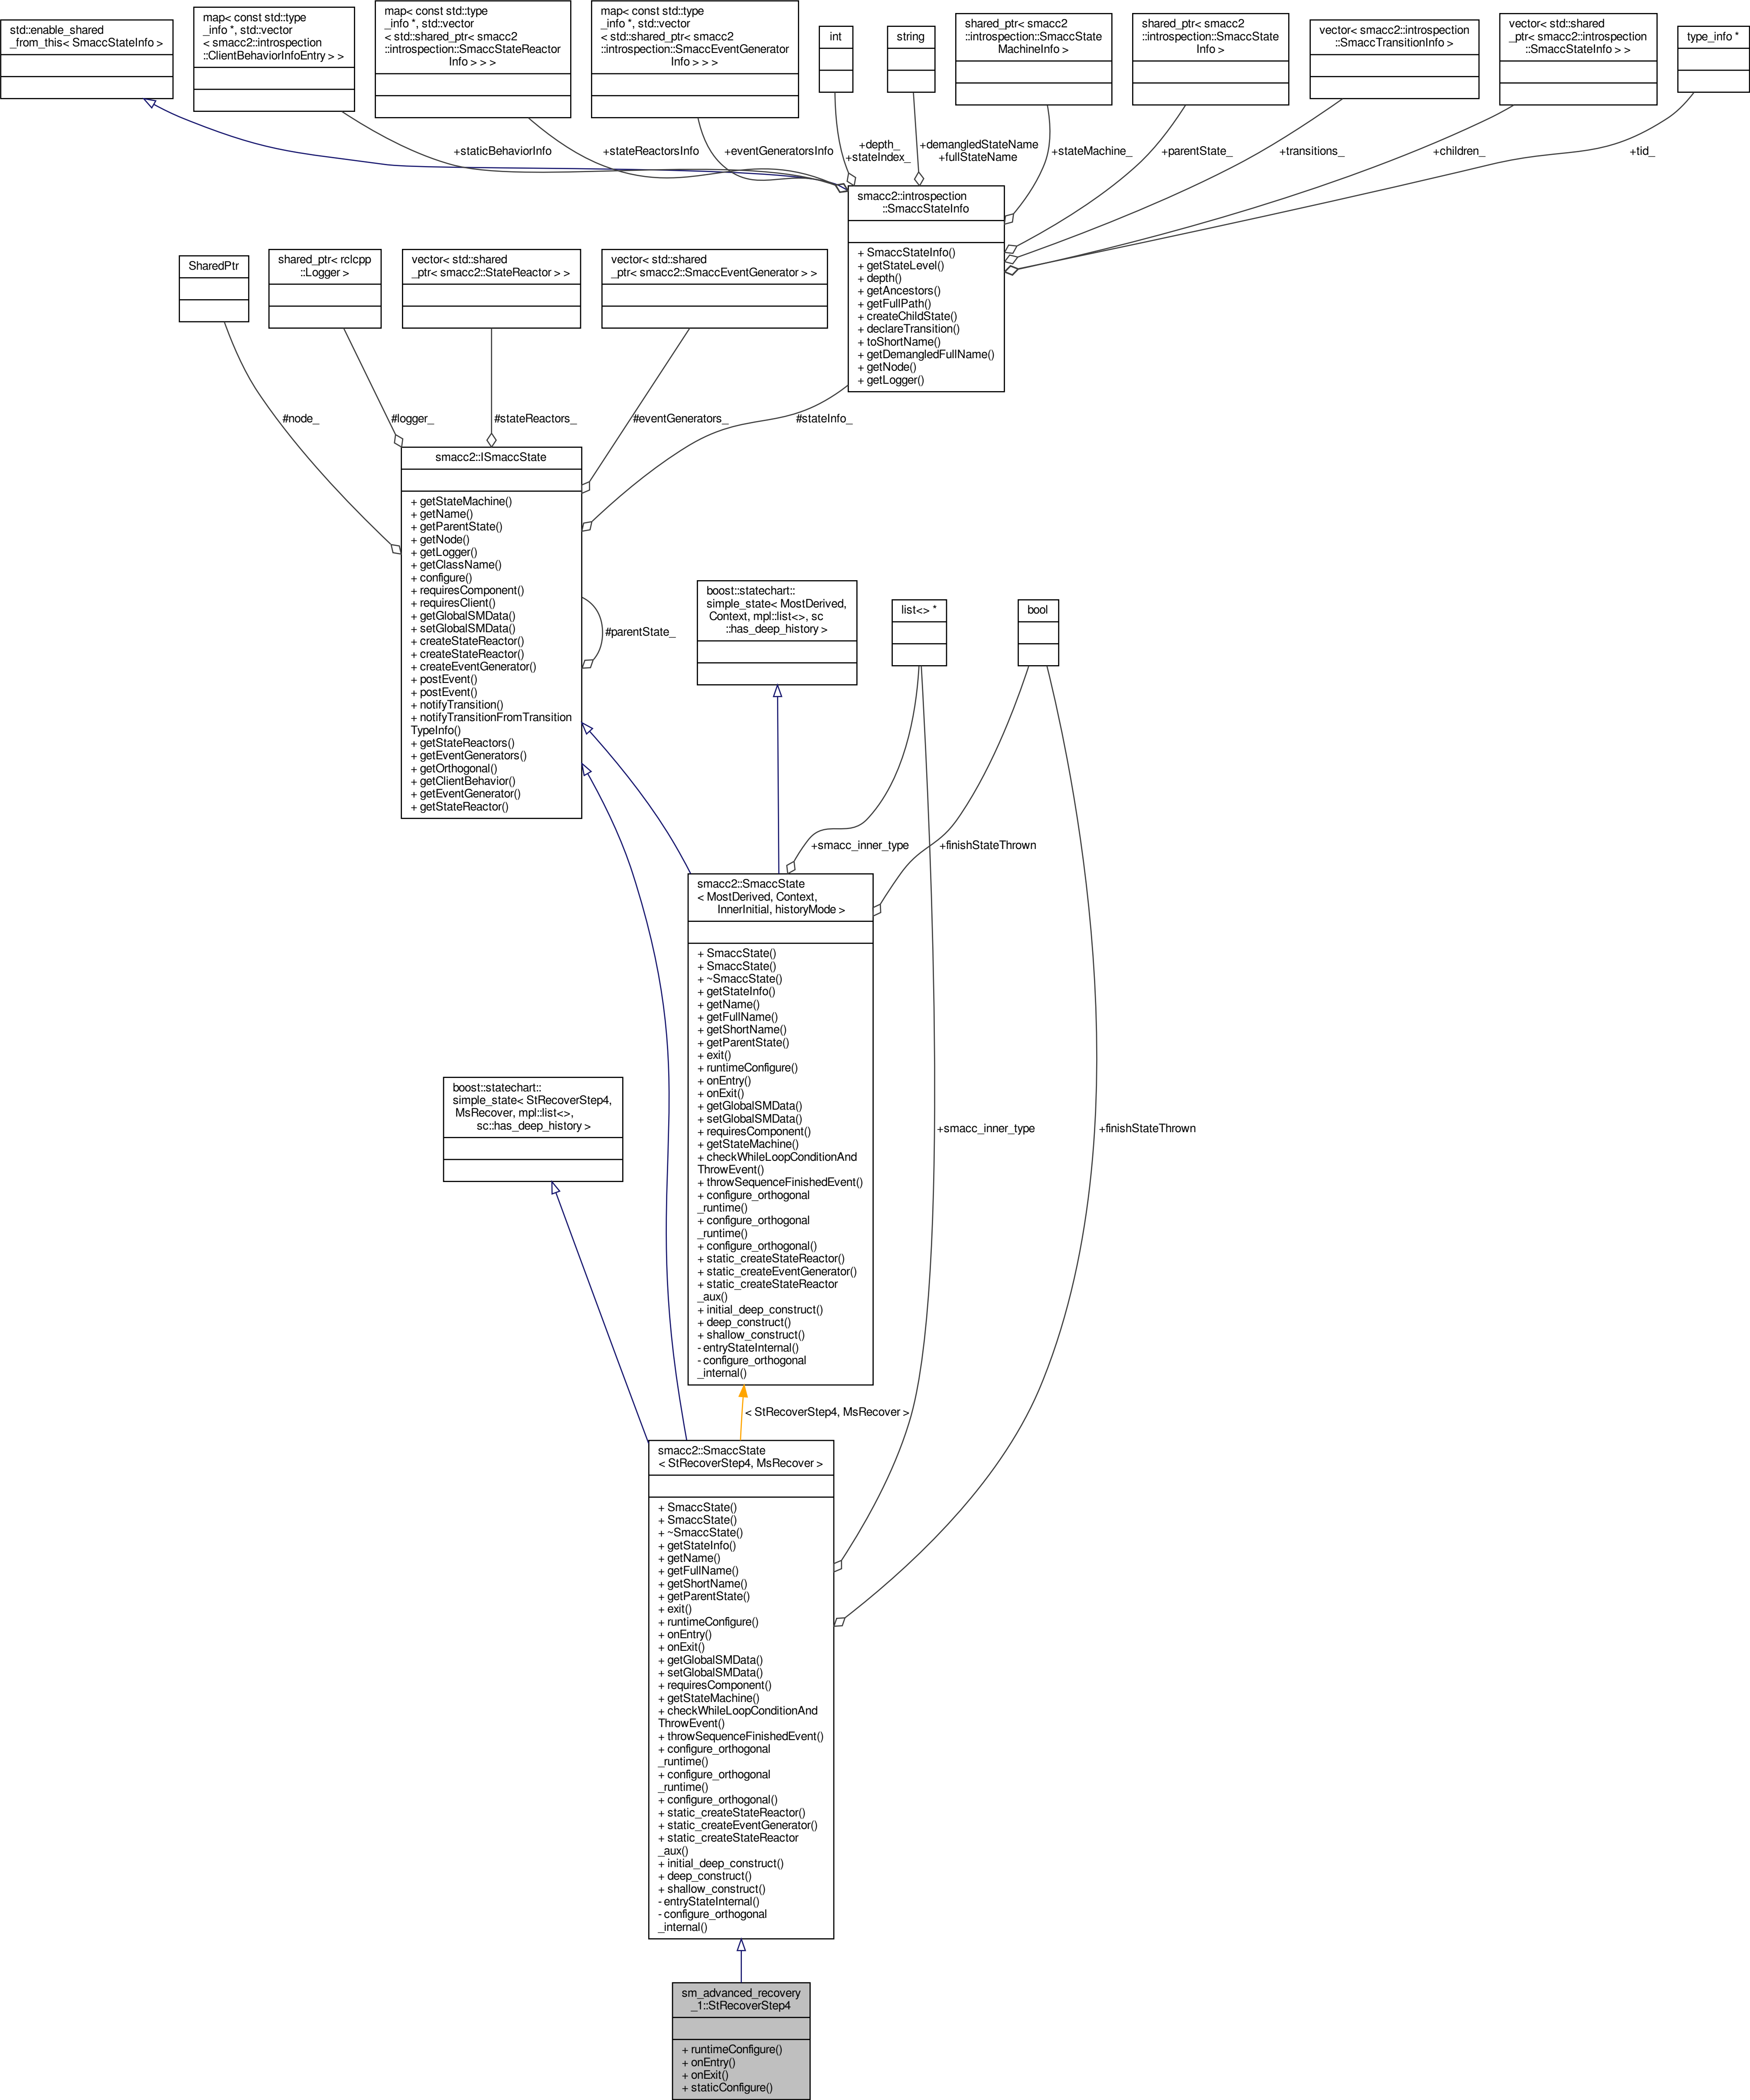 std::enable_shared
_from_this< SmaccStateInfo >
map< const std::type
_info *, std::vector
< smacc2::introspection
::ClientBehaviorInfoEntry > >
map< const std::type
_info *, std::vector
< std::shared_ptr< smacc2
::introspection::SmaccStateReactor
Info > > >
map< const std::type
_info *, std::vector
< std::shared_ptr< smacc2
::introspection::SmaccEventGenerator
Info > > >
int
string
shared_ptr< smacc2
::introspection::SmaccState
MachineInfo >
shared_ptr< smacc2
::introspection::SmaccState
Info >
vector< smacc2::introspection
::SmaccTransitionInfo >
vector< std::shared
_ptr< smacc2::introspection
::SmaccStateInfo > >
type_info *
+staticBehaviorInfo
+stateReactorsInfo
+eventGeneratorsInfo
+depth_
+stateIndex_
+demangledStateName
+fullStateName
+stateMachine_
+parentState_
+transitions_
+children_
+tid_
smacc2::introspection
::SmaccStateInfo
+ SmaccStateInfo()
+ getStateLevel()
+ depth()
+ getAncestors()
+ getFullPath()
+ createChildState()
+ declareTransition()
+ toShortName()
+ getDemangledFullName()
+ getNode()
+ getLogger()
SharedPtr
shared_ptr< rclcpp
::Logger >
vector< std::shared
_ptr< smacc2::StateReactor > >
vector< std::shared
_ptr< smacc2::SmaccEventGenerator > >
#node_
#logger_
#stateReactors_
#eventGenerators_
#stateInfo_
smacc2::ISmaccState
+ getStateMachine()
+ getName()
+ getParentState()
+ getNode()
+ getLogger()
+ getClassName()
+ configure()
+ requiresComponent()
+ requiresClient()
+ getGlobalSMData()
+ setGlobalSMData()
+ createStateReactor()
+ createStateReactor()
+ createEventGenerator()
+ postEvent()
+ postEvent()
+ notifyTransition()
+ notifyTransitionFromTransition
TypeInfo()
+ getStateReactors()
+ getEventGenerators()
+ getOrthogonal()
+ getClientBehavior()
+ getEventGenerator()
+ getStateReactor()
#parentState_
boost::statechart::
simple_state< MostDerived,
Context, mpl::list<>, sc
::has_deep_history >
list<> *
bool
+smacc_inner_type
+finishStateThrown
smacc2::SmaccState
< MostDerived, Context,
InnerInitial, historyMode >
+ SmaccState()
+ SmaccState()
+ ~SmaccState()
+ getStateInfo()
+ getName()
+ getFullName()
+ getShortName()
+ getParentState()
+ exit()
+ runtimeConfigure()
+ onEntry()
+ onExit()
+ getGlobalSMData()
+ setGlobalSMData()
+ requiresComponent()
+ getStateMachine()
+ checkWhileLoopConditionAnd
ThrowEvent()
+ throwSequenceFinishedEvent()
+ configure_orthogonal
_runtime()
+ configure_orthogonal
_runtime()
+ configure_orthogonal()
+ static_createStateReactor()
+ static_createEventGenerator()
+ static_createStateReactor
_aux()
+ initial_deep_construct()
+ deep_construct()
+ shallow_construct()
- entryStateInternal()
- configure_orthogonal
_internal()
boost::statechart::
simple_state< StRecoverStep4,
MsRecover, mpl::list<>,
sc::has_deep_history >
+smacc_inner_type
+finishStateThrown
< StRecoverStep4, MsRecover >
smacc2::SmaccState
< StRecoverStep4, MsRecover >
+ SmaccState()
+ SmaccState()
+ ~SmaccState()
+ getStateInfo()
+ getName()
+ getFullName()
+ getShortName()
+ getParentState()
+ exit()
+ runtimeConfigure()
+ onEntry()
+ onExit()
+ getGlobalSMData()
+ setGlobalSMData()
+ requiresComponent()
+ getStateMachine()
+ checkWhileLoopConditionAnd
ThrowEvent()
+ throwSequenceFinishedEvent()
+ configure_orthogonal
_runtime()
+ configure_orthogonal
_runtime()
+ configure_orthogonal()
+ static_createStateReactor()
+ static_createEventGenerator()
+ static_createStateReactor
_aux()
+ initial_deep_construct()
+ deep_construct()
+ shallow_construct()
- entryStateInternal()
- configure_orthogonal
_internal()
sm_advanced_recovery
_1::StRecoverStep4
+ runtimeConfigure()
+ onEntry()
+ onExit()
+ staticConfigure()